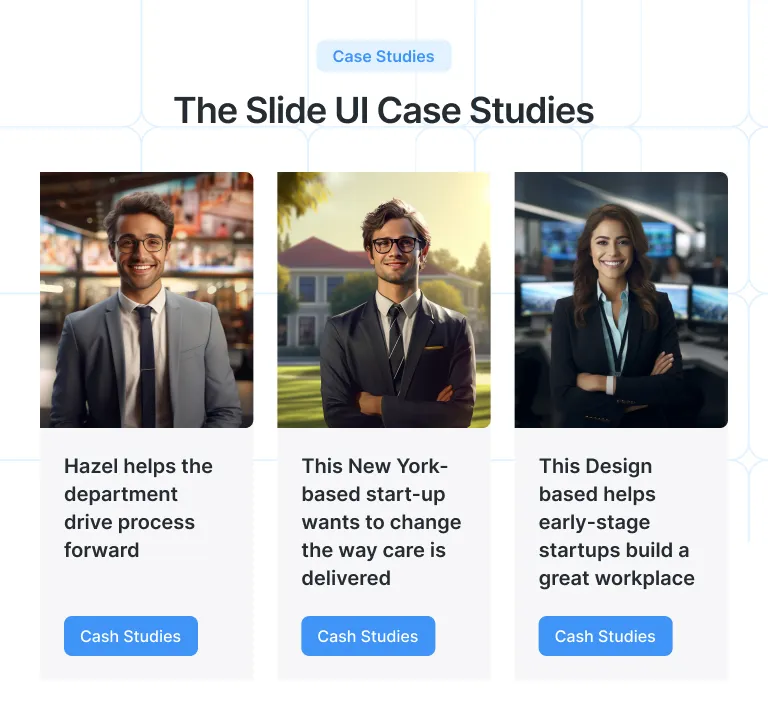 Case Studies
The Slide UI Case Studies
Hazel helps the
department
drive process
forward
Cash Studies
This New York-
based start-up
wants to change
the way care is
delivered
Cash Studies
This Design
based helps
early-stage
startups build a
great workplace
Cash Studies